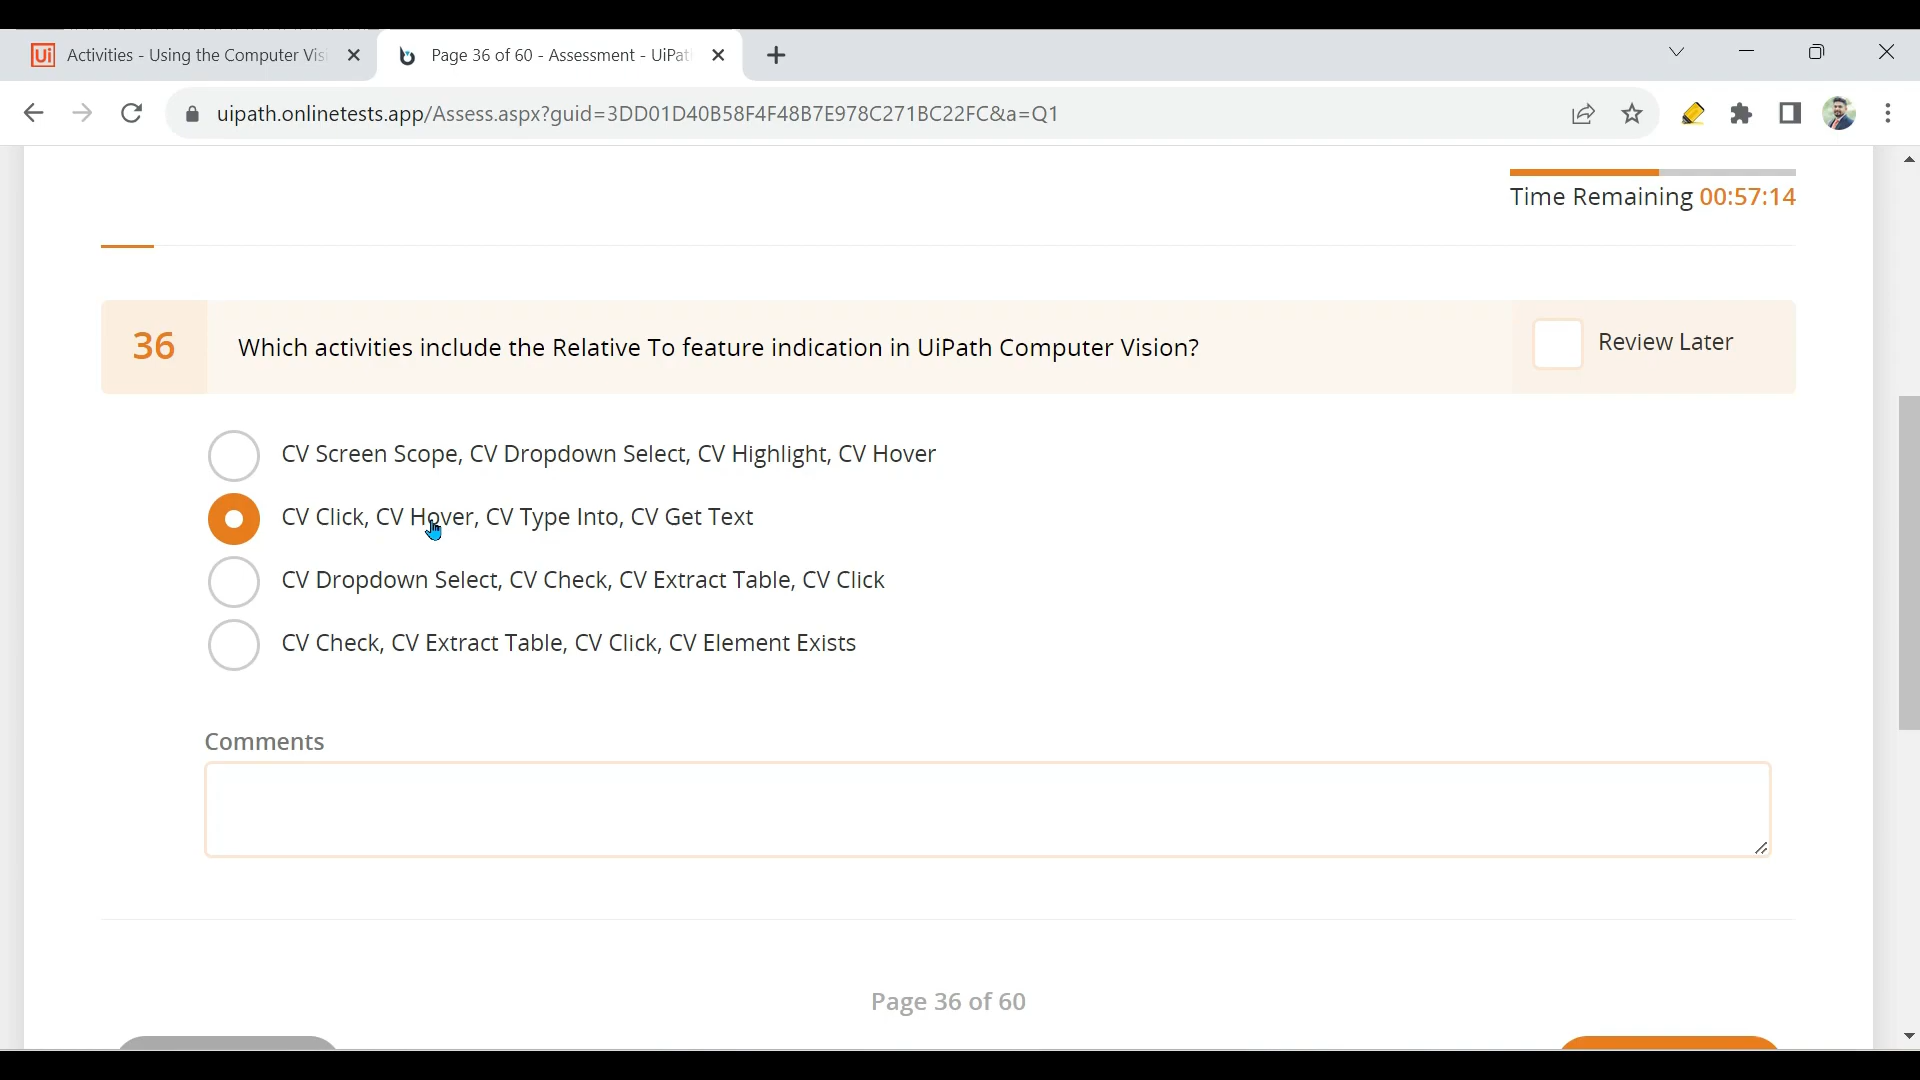 Activities - Using the Computer Vis
Page 36 of 60 - Assessment - UiPat
uipath.onlinetests.app/Assess.aspx?guid=3DD01D40B58F4F48B7E978C271BC22FC&a=Q1
Time Remaining 00:57:14
36
Which activities include the Relative To feature indication in UiPath Computer Vision?
Review Later
CV Screen Scope, CV Dropdown Select, CV Highlight, CV Hover
CV Click, CV Hover, CV Type Into, CV Get Text
CV Dropdown Select, CV Check, CV Extract Table, CV Click
CV Check, CV Extract Table, CV Click, CV Element Exists
Comments
Page 36 of 60